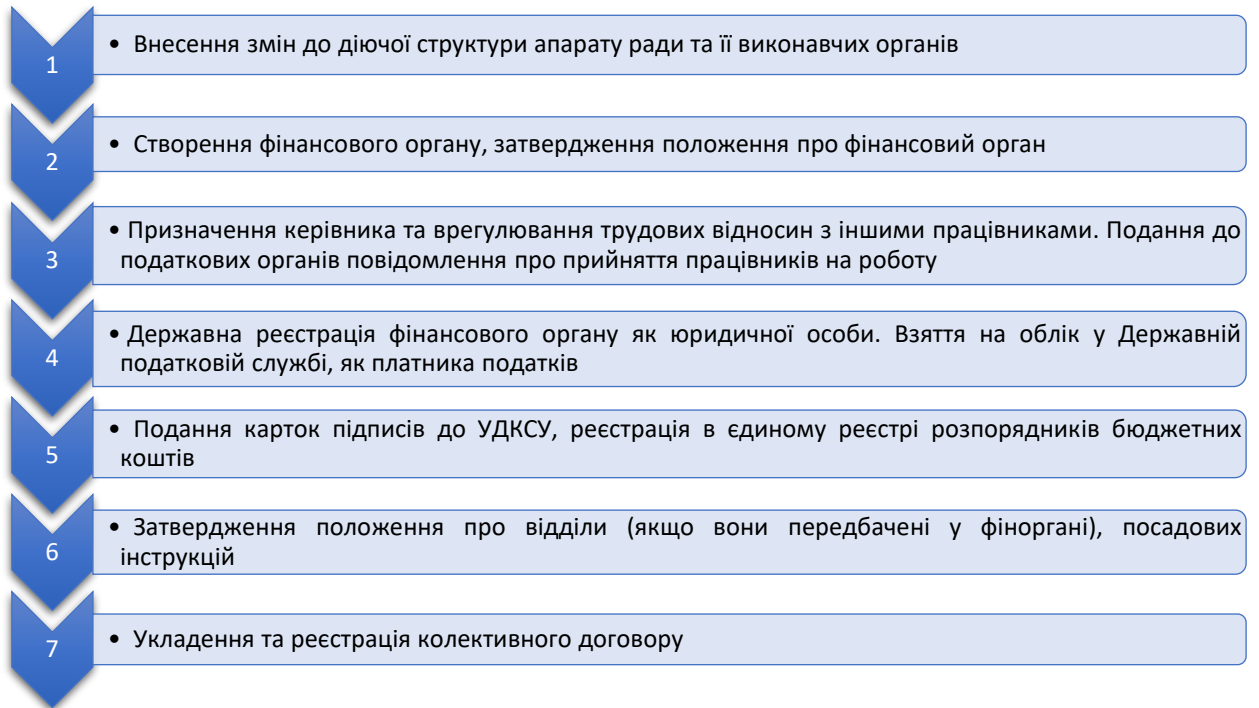 1
• Внесення змін до діючої структури апарату ради та її виконавчих органів
2
• Створення фінансового органу, затвердження положення про фінансовий орган
3
• Призначення керівника та врегулювання трудових відносин з іншими працівниками. Подання до
податкових органів повідомлення про прийняття працівників на роботу
4
• Державна реєстрація фінансового органу як юридичної особи. Взяття на облік у Державній
податковій службі, як платника податків
5
• Подання карток підписів до УДКСУ, реєстрація в єдиному реєстрі розпорядників бюджетних
коштів
6
• Затвердження положення про відділи (якщо вони передбачені у фіноргані), посадових
інструкцій
7
• Укладення та реєстрація колективного договору